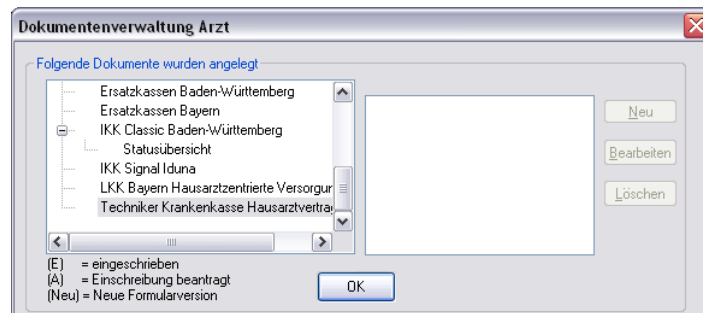 Dokumentenverwaltung Arzt
Folgende Dokumente wurden angelegt
Ersatzkassen Baden-Württemberg
Ersatzkassen Bayern
IKK Classic Baden-Württemberg
Statusübersicht
IKK Signal Iduna
LKK Bayern Hausarztzentrierte Versorgur
Techniker Krankenkasse Hausarztvertra
Neu
Bearbeiten
Löschen
(E) = eingeschrieben
(A) = Einschreibung beantragt
(Neu) = Neue Formularversion
OK